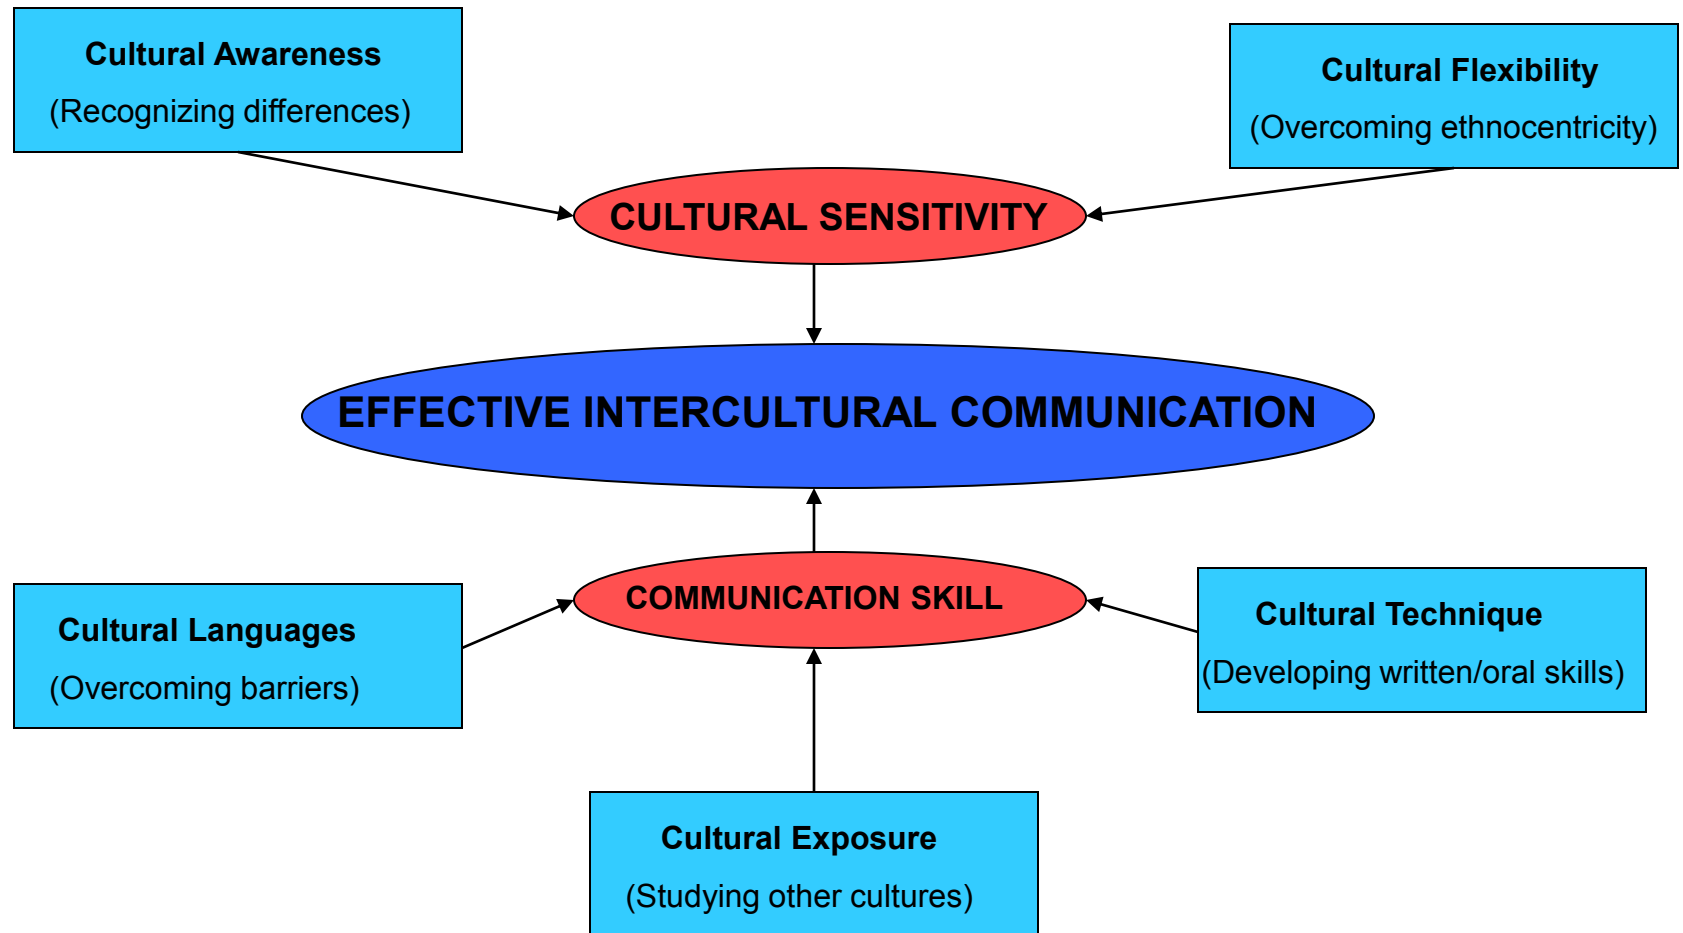 Cultural Awareness
(Recognizing differences)
Cultural Flexibility
(Overcoming ethnocentricity)
CULTURAL SENSITIVITY
EFFECTIVE INTERCULTURAL COMMUNICATION
COMMUNICATION SKILL
Cultural Languages
(Overcoming barriers)
Cultural Technique
(Developing written/oral skills)
Cultural Exposure
(Studying other cultures)